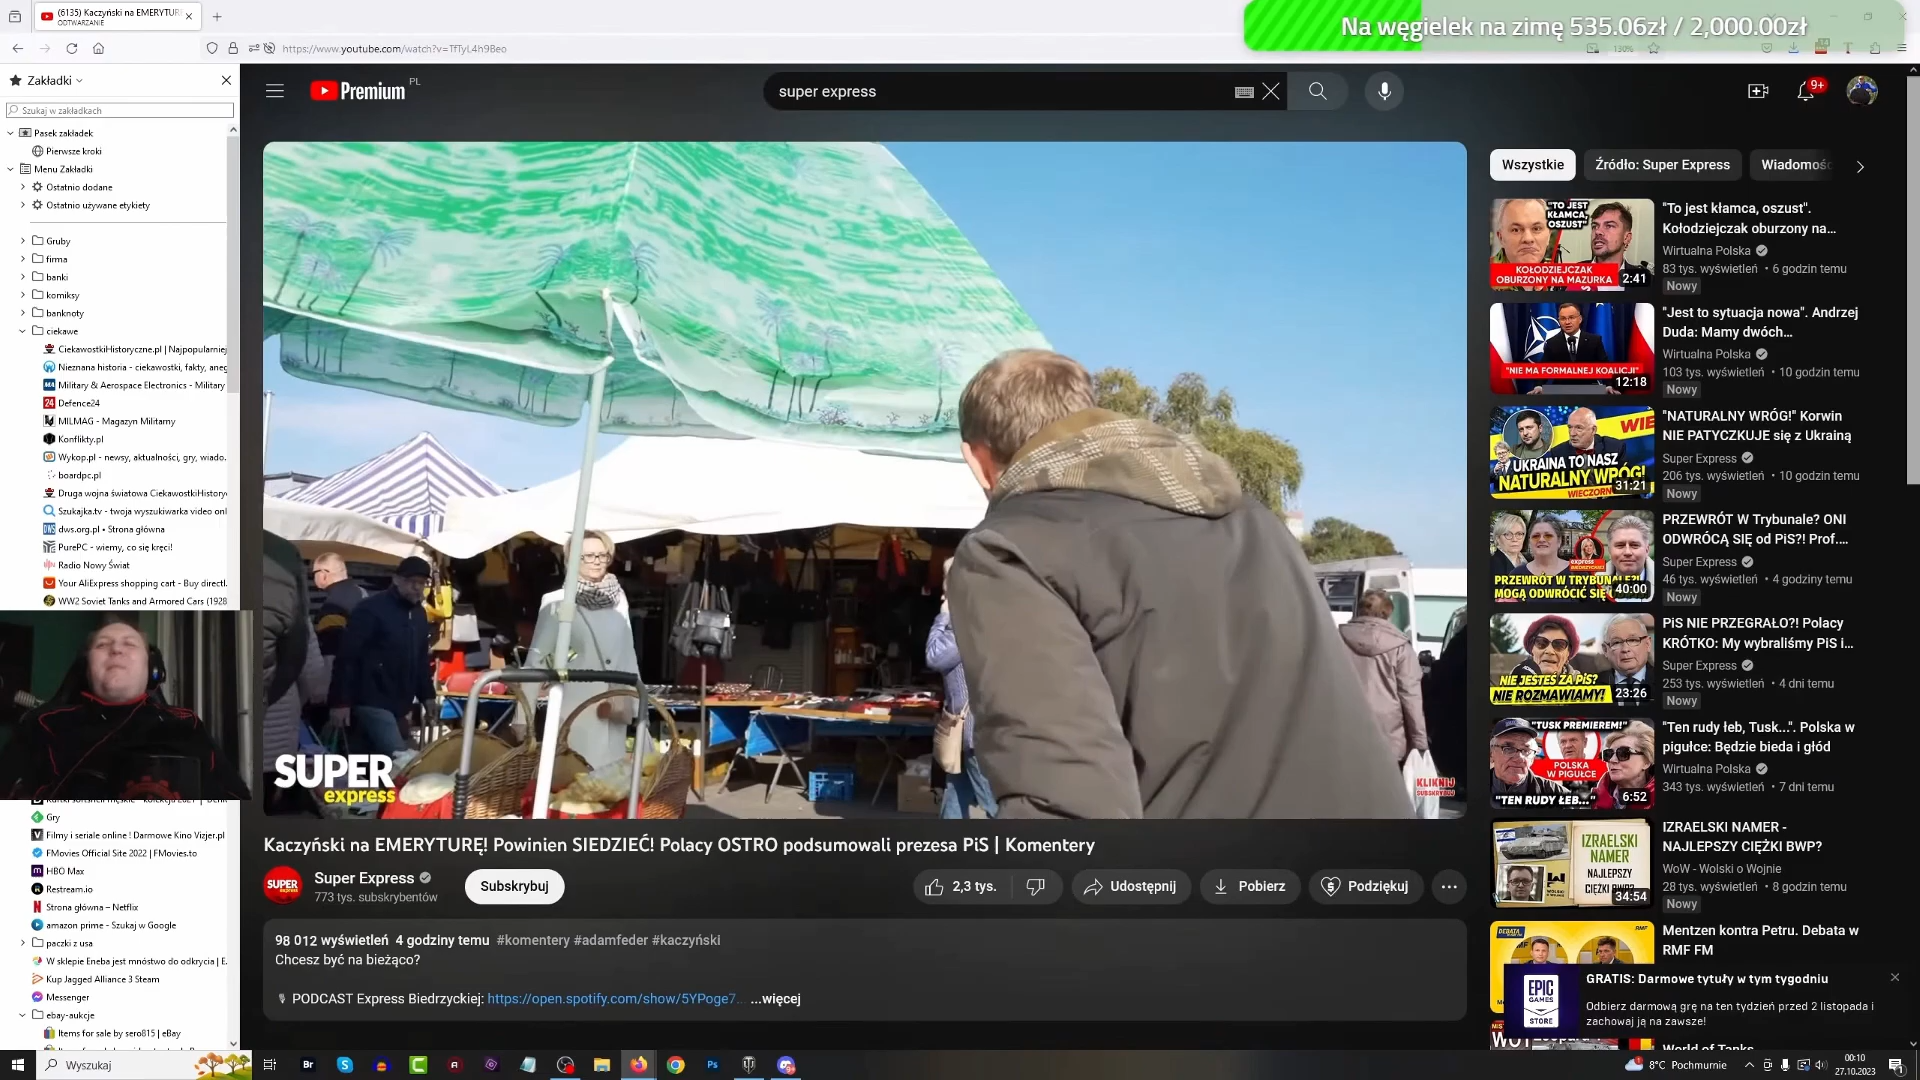 (6135) Kaczyński na EMERYTURĘ
ODTWARZANIE
Na węgielek na zimę 535.06zł / 2,000.00zł
https://www.youtube.com/watch?v=TfTyL4h9Beo
130%
Zakładki
Szukaj w zakładkach
Pasek zakładek
Pierwsze kroki
Menu Zakładki
Ostatnio dodane
Ostatnio używane etykiety
Gruby
firma
banki
komiksy
banknoty
ciekawe
CiekawostkiHistoryczne.pl | Najpopularniej
Nieznana historia - ciekawostki, fakty, aneg
Military & Aerospace Electronics - Military
Defence24
MILMAG - Magazyn Militarny
Konflikty.pl
Wykop.pl - newsy, aktualności, gry, wiado.
boardpc.pl
Druga wojna światowa CiekawostkiHistory
Szukajka.tv - twoja wyszukiwarka video onl
dws.org.pl • Strona główna
PurePC - wiemy, co się kręci!
Radio Nowy Świat
Your AliExpress shopping cart - Buy directl.
WW2 Soviet Tanks and Armored Cars (1928
Gry
Filmy i seriale online ! Darmowe Kino Vizjer.pl
FMovies Official Site 2022 | FMovies.to
HBO Max
Restream.io
Strona główna – Netflix
amazon prime - Szukaj w Google
paczki z usa
W sklepie Eneba jest mnóstwo do odkrycia | E.
Kup Jagged Alliance 3 Steam
Messenger
ebay-aukcje
Items for sale by sero815 | eBay
Premium PL
super express
9+
SUPER
express
KLIKNIJ
SUBSKRYBUJ
Kaczyński na EMERYTURĘ! Powinien SIEDZIEĆ! Polacy OSTRO podsumowali prezesa PiS | Komentery
SUPER
express
Super Express
773 tys. subskrybentów
Subskrybuj
2,3 tys.
Udostępnij
Pobierz
Podziękuj
98 012 wyświetleń 4 godziny temu #komentery #adamfeder #kaczyński
Chcesz być na bieżąco?
PODCAST Express Biedrzyckiej: https://open.spotify.com/show/5YPoge7... ...więcej
Wszystkie
Źródło: Super Express
Wiadomośc
"TO JEST
KŁAMCA,
OSZUST"
KOŁODZIEJCZAK
OBURZONY NA MAZURKA
2:41
"To jest kłamca, oszust".
Kołodziejczak oburzony na...
Wirtualna Polska
83 tys. wyświetleń • 6 godzin temu
Nowy
"NIE MA FORMALNEJ KOALICJI"
12:18
"Jest to sytuacja nowa". Andrzej
Duda: Mamy dwóch...
Wirtualna Polska
103 tys. wyświetleń • 10 godzin temu
Nowy
WIE
UKRAINA TO NASZ
NATURALNY WRÓG!
WIECZORN
31:21
"NATURALNY WRÓG!" Korwin
NIE PATYCZKUJE się z Ukrainą
Super Express
206 tys. wyświetleń • 10 godzin temu
Nowy
PRZEWRÓT W TRYBUNALE?!
MOGĄ ODWRÓCIĆ SIĘ
40:00
PRZEWRÓT W Trybunale? ONI
ODWRÓCĄ SIĘ od PiS?! Prof....
Super Express
46 tys. wyświetleń • 4 godziny temu
Nowy
NIE JESTEŚ ZA PiS?
NIE ROZMAWIAMY!
23:26
PiS NIE PRZEGRAŁO?! Polacy
KRÓTKO: My wybraliśmy PiS i...
Super Express
253 tys. wyświetleń • 4 dni temu
Nowy
"TUSK PREMIEREM!"
POLSKA
W PIGUŁCE
"TEN RUDY ŁEB..."
6:52
"Ten rudy łeb, Tusk...". Polska w
pigułce: Będzie bieda i głód
Wirtualna Polska
343 tys. wyświetleń • 7 dni temu
IZRAELSKI
NAMER
NAJLEPSZY
CIĘŻKI BWP?
34:54
IZRAELSKI NAMER -
NAJLEPSZY CIĘŻKI BWP?
WoW - Wolski o Wojnie
28 tys. wyświetleń • 8 godzin temu
Nowy
DEBATA
RMF
Mentzen kontra Petru. Debata w
RMF FM
EPIC
GAMES
STORE
GRATIS: Darmowe tytuły w tym tygodniu
Odbierz darmową grę na ten tydzień przed 2 listopada i
zachowaj ją na zawsze!
World of Tanks
Wyszukaj
Br
Ps
8°C Pochmurnie
00:10
27.10.2023